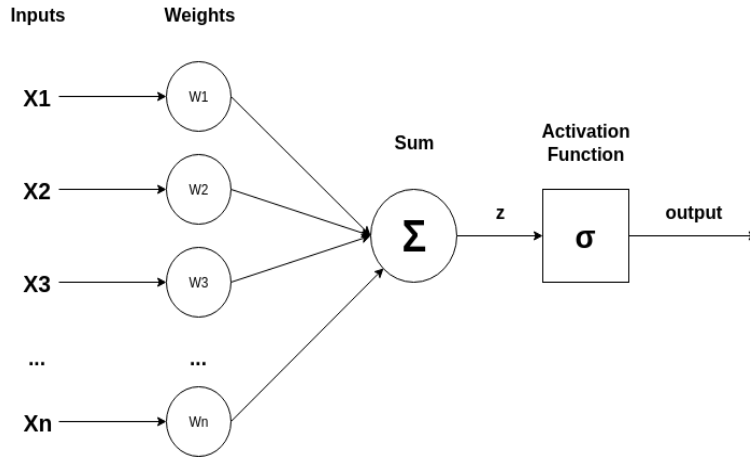 Inputs
Weights
X1
W1
X2
W2
X3
W3
...
...
Xn
Wn
Sum
Σ
z
Activation
Function
σ
output